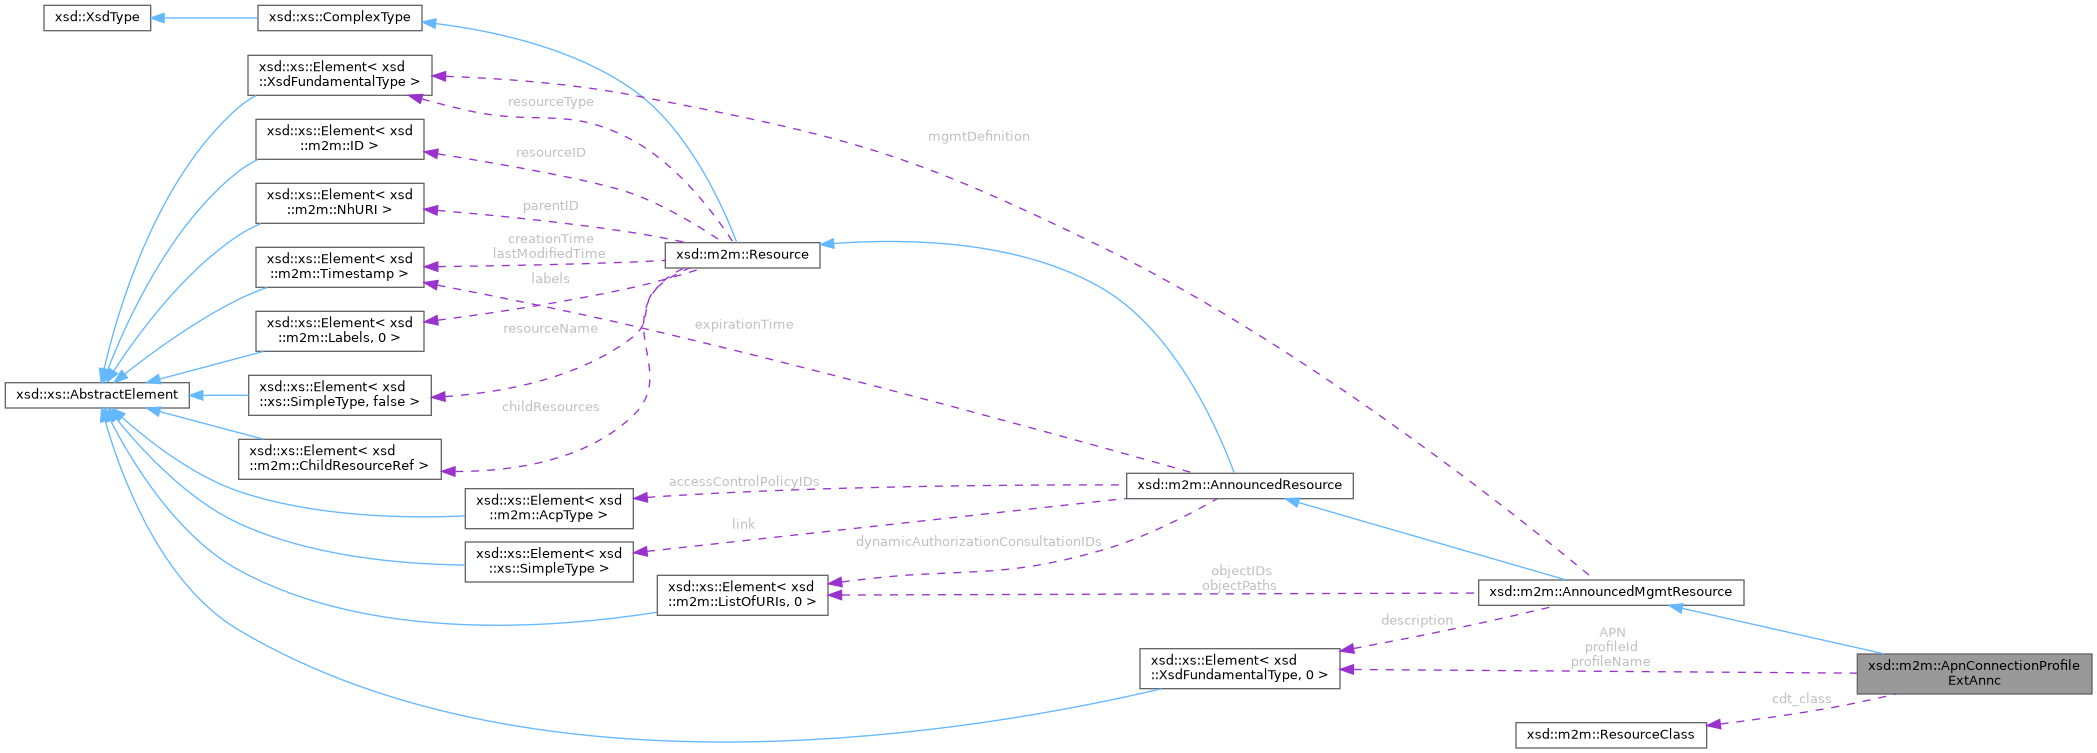 xsd::XsdType
xsd::xs::ComplexType
xsd::xs::Element< xsd
::XsdFundamentalType >
resourceType
xsd::xs::Element< xsd
::m2m::ID >
mgmtDefinition
resourceID
xsd::xs::Element< xsd
::m2m::NhURI >
parentID
creationTime
lastModifiedTime
xsd::xs::Element< xsd
::m2m::Timestamp >
xsd::m2m::Resource
labels
xsd::xs::Element< xsd
::m2m::Labels, 0 >
resourceName
expirationTime
xsd::xs::AbstractElement
xsd::xs::Element< xsd
::xs::SimpleType, false >
childResources
xsd::xs::Element< xsd
::m2m::ChildResourceRef >
accessControlPolicyIDs
xsd::m2m::AnnouncedResource
xsd::xs::Element< xsd
::m2m::AcpType >
link
xsd::xs::Element< xsd
::xs::SimpleType >
dynamicAuthorizationConsultationIDs
xsd::xs::Element< xsd
::m2m::ListOfURIs, 0 >
objectIDs
objectPaths
xsd::m2m::AnnouncedMgmtResource
description
xsd::xs::Element< xsd
::XsdFundamentalType, 0 >
APN
profileId
profileName
xsd::m2m::ApnConnectionProfile
ExtAnnc
cdt_class
xsd::m2m::ResourceClass